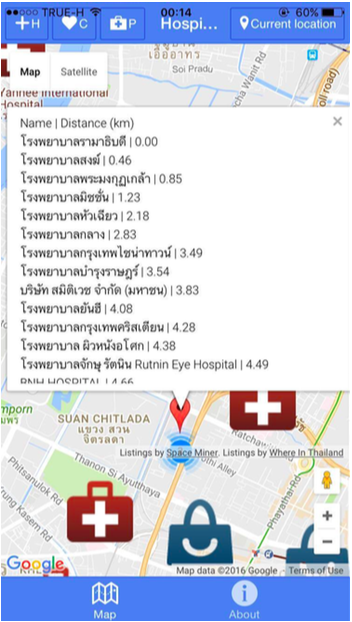 TRUE-H 00:14 60%
+H C P Hospi... Current location
เอื้ออาทร
Soi Pradu
Map Satellite
Yanhee International
Hospital
Name | Distance (km)
โรงพยาบาลรามาธิบดี | 0.00
โรงพยาบาลสงฆ์ | 0.46
โรงพยาบาลพระมงกุฏเกล้า | 0.85
โรงพยาบาลมิชชั่น | 1.23
โรงพยาบาลหัวเฉียว | 2.18
โรงพยาบาลกลาง | 2.83
โรงพยาบาลกรุงเทพไชน่าทาวน์ | 3.49
โรงพยาบาลบำรุงราษฎร์ | 3.54
บริษัท สมิติเวช จำกัด (มหาชน) | 3.83
โรงพยาบาลยันฮี | 4.08
โรงพยาบาลกรุงเทพคริสเตียน | 4.28
โรงพยาบาล ผิวหนังอโศก | 4.38
โรงพยาบาลจักษุ รัตนิน Rutnin Eye Hospital | 4.49
BNH HOSPITAL | 4.66
SUAN CHITLADA
แขวง สวน
จิตรลดา
Listings by Space Miner. Listings by Where In Thailand
Thanon Si Ayutthaya
Phitsanulok Rd
Phayathai Rd
Google
Map data ©2016 Google Terms of Use
Map About